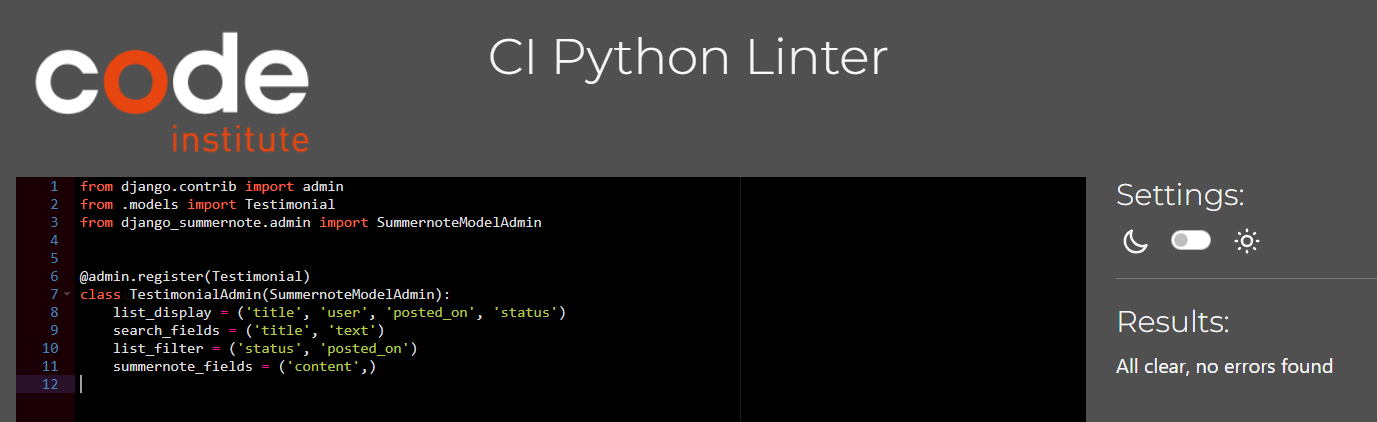 code
institute
CI Python Linter
1 from django.contrib import admin
2 from .models import Testimonial
3 from django_summernote.admin import SummernoteModelAdmin
4
5
6 @admin.register(Testimonial)
7 class TestimonialAdmin(SummernoteModelAdmin):
8     list_display = ('title', 'user', 'posted_on', 'status')
9     search_fields = ('title', 'text')
10     list_filter = ('status', 'posted_on')
11     summernote_fields = ('content',)
12
Settings:
Results:
All clear, no errors found